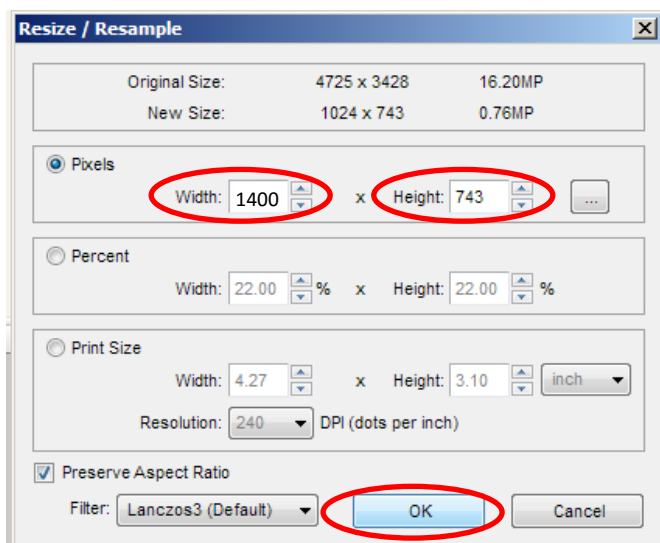 Resize / Resample
Original Size: 4725 x 3428 16.20MP
New Size: 1024 x 743 0.76MP
Pixels
Width: 1400 x Height: 743 ...
Percent
Width: 22.00 % x Height: 22.00 %
Print Size
Width: 4.27 x Height: 3.10 inch
Resolution: 240 DPI (dots per inch)
Preserve Aspect Ratio
Filter: Lanczos3 (Default) OK Cancel